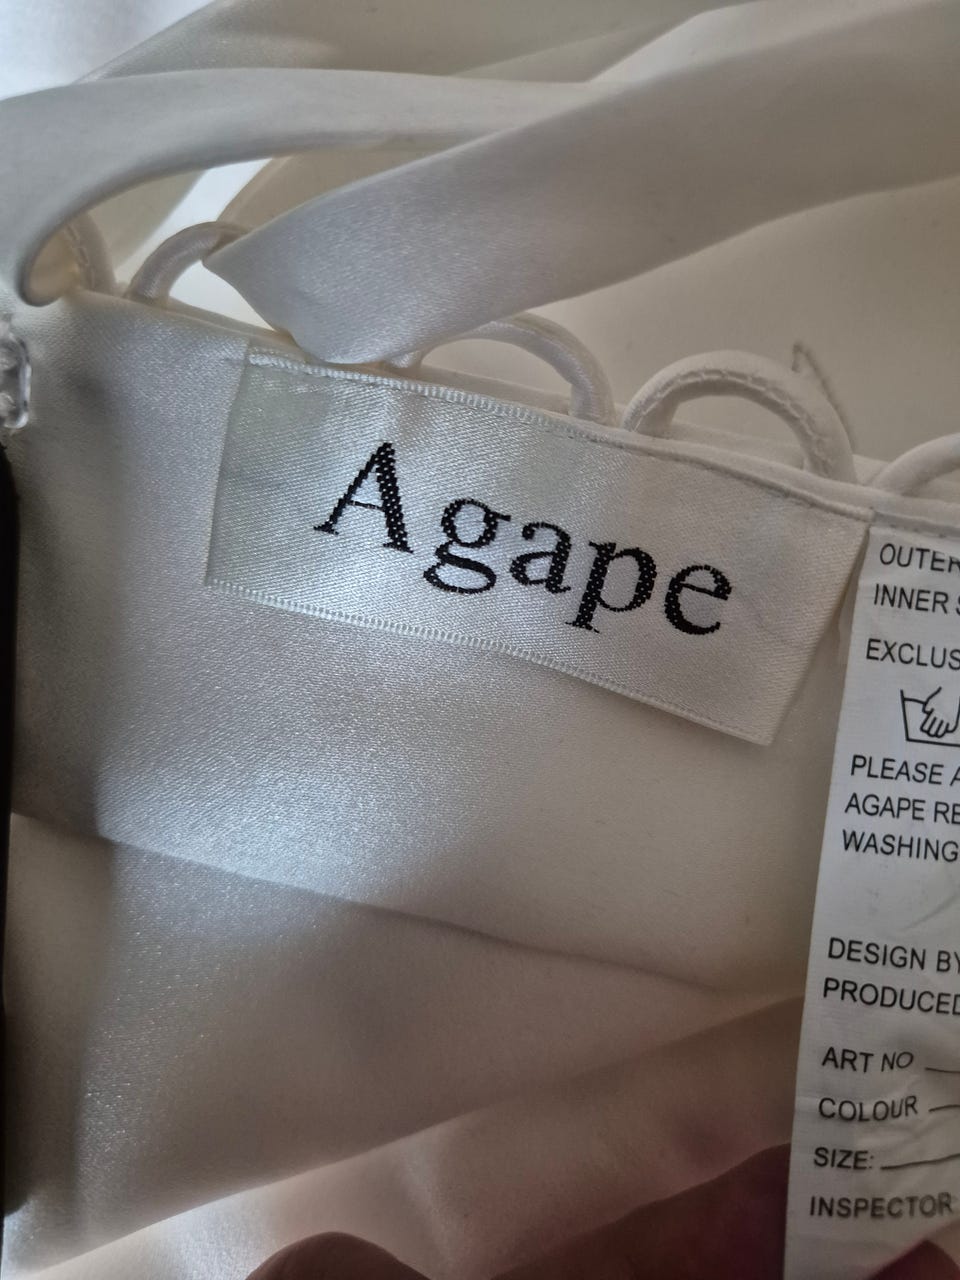 Agape
OUTER
INNER S
EXCLUS
PLEASE A
AGAPE RE
WASHING
DESIGN BY
PRODUCED
ART NO
COLOUR
SIZE:
INSPECTOR